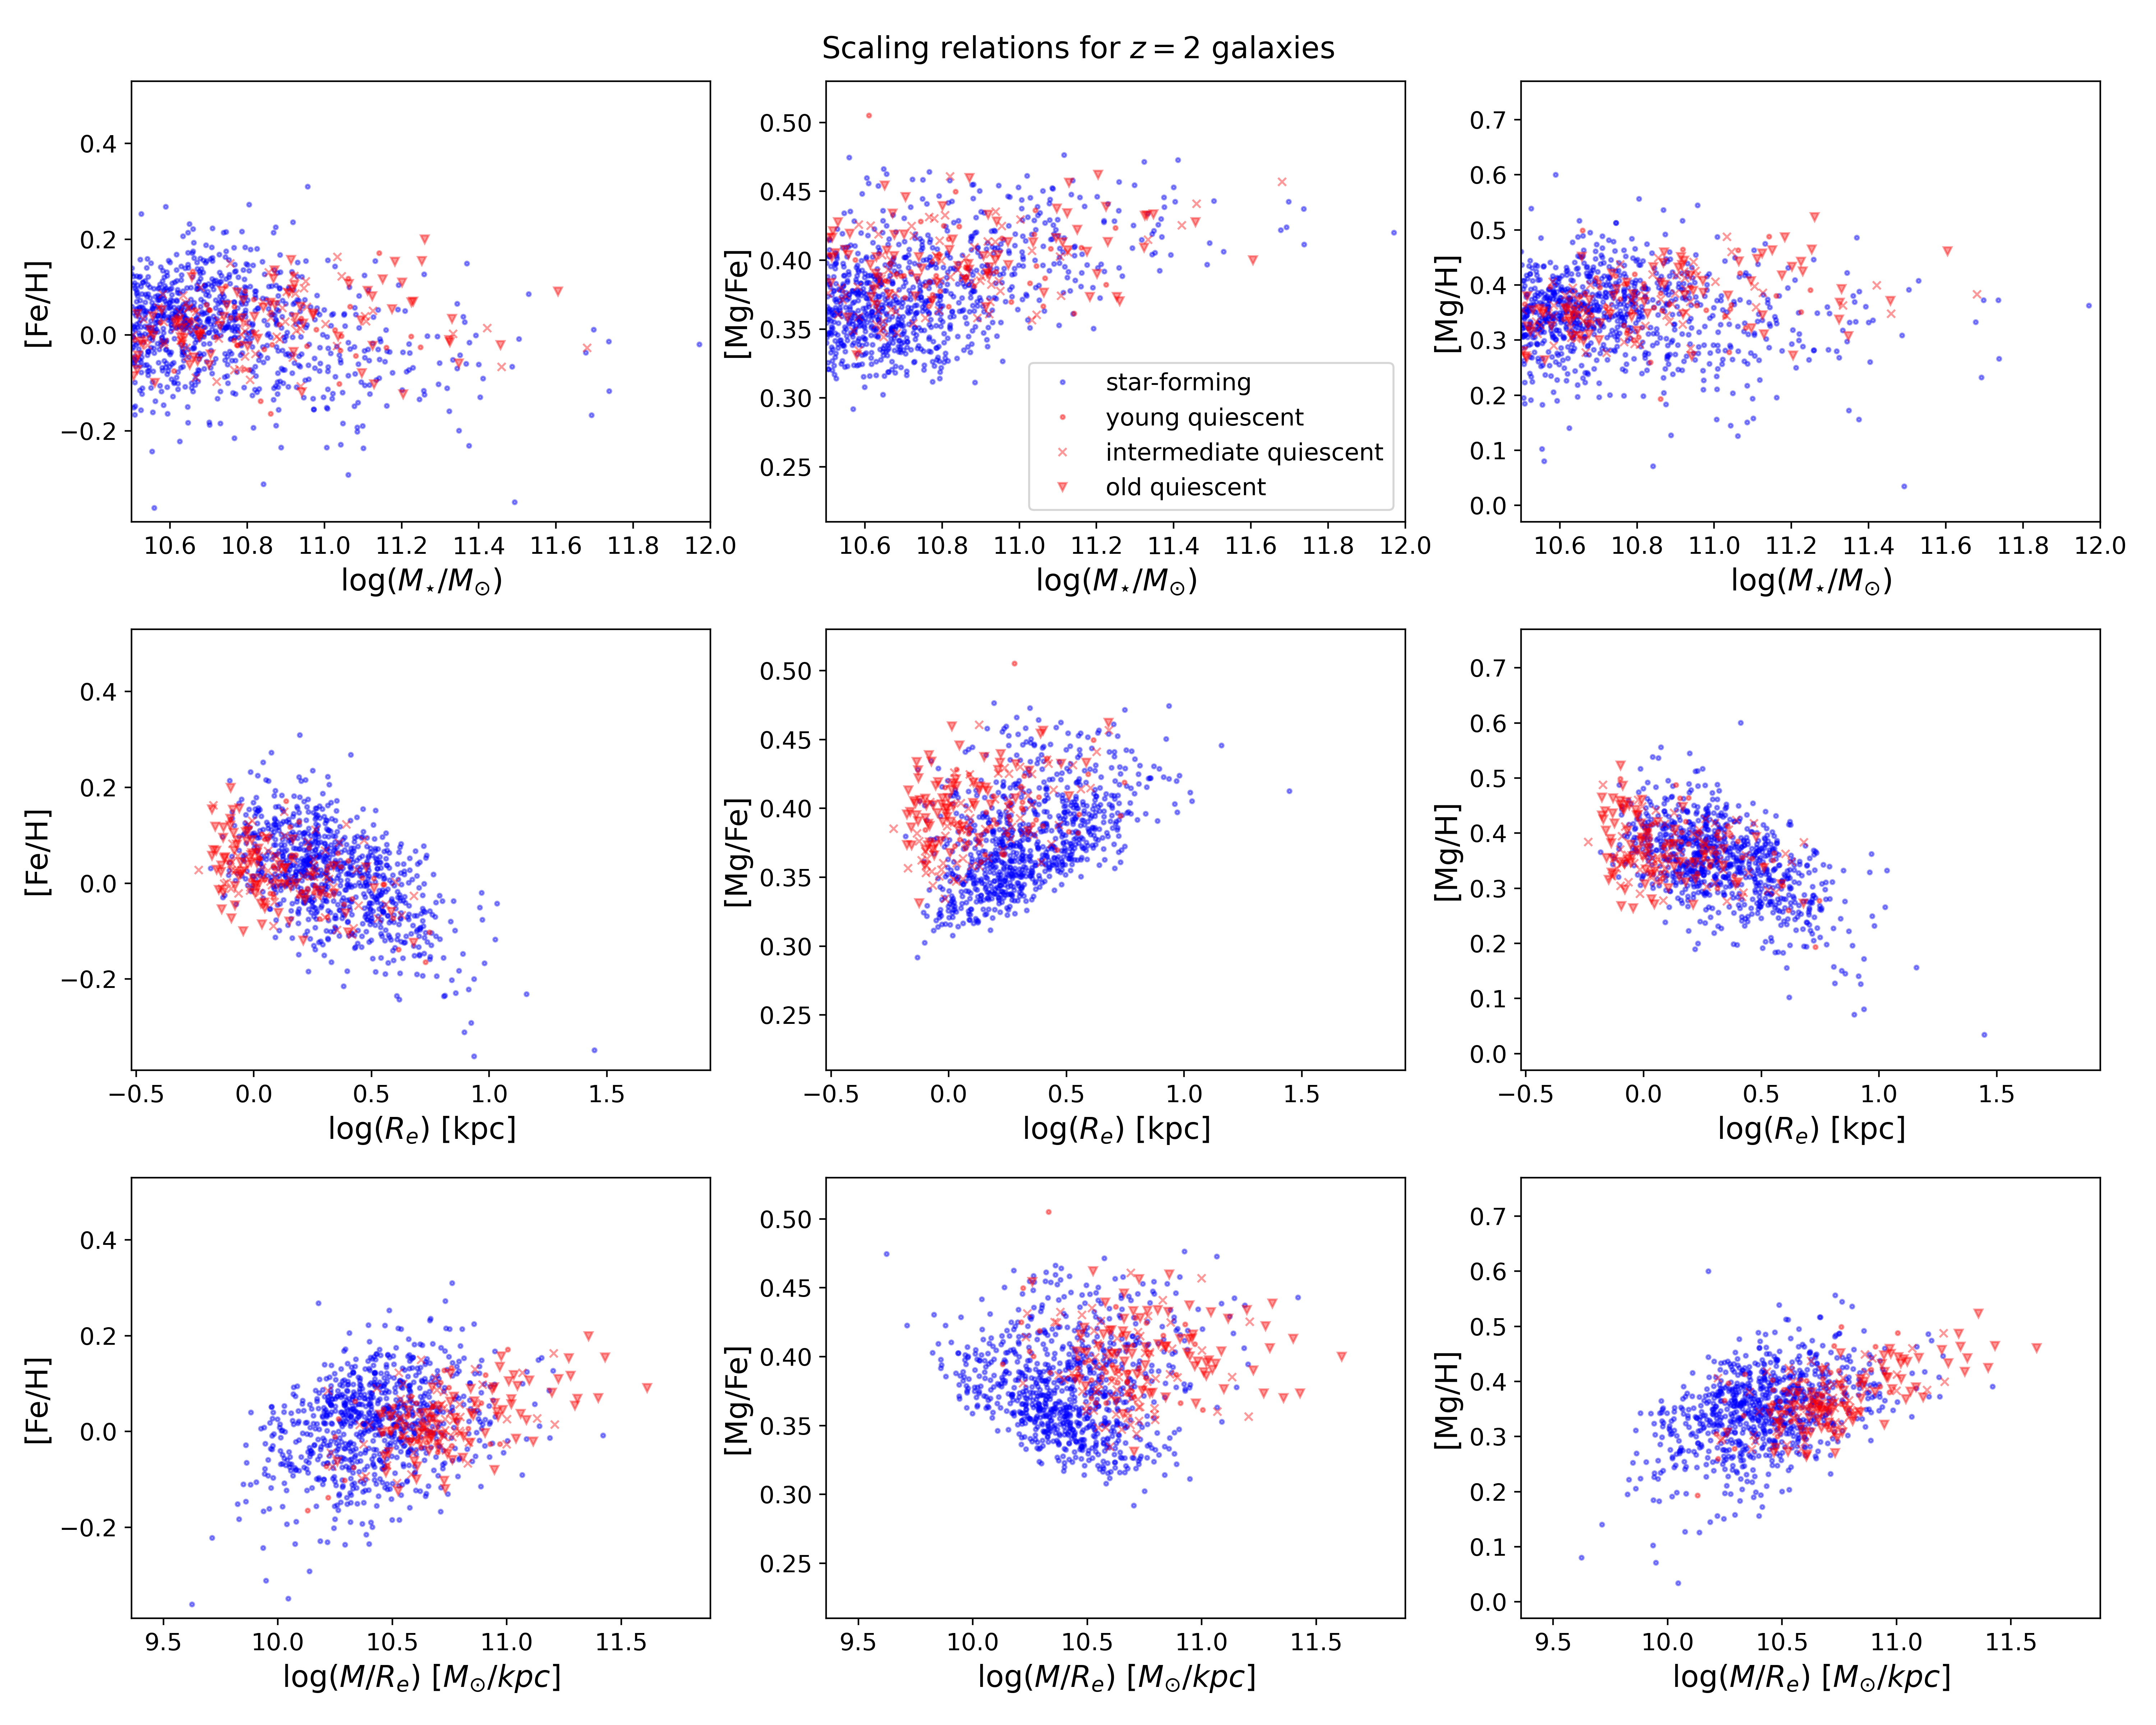 Scaling relations for z = 2 galaxies
[Fe/H]
0.4
0.2
0.0
−0.2
10.6 10.8 11.0 11.2 11.4 11.6 11.8 12.0
log(M⋆/M⊙)
[Mg/Fe]
0.50
0.45
0.40
0.35
0.30
0.25
star-forming
young quiescent
intermediate quiescent
old quiescent
10.6 10.8 11.0 11.2 11.4 11.6 11.8 12.0
log(M⋆/M⊙)
[Mg/H]
0.7
0.6
0.5
0.4
0.3
0.2
0.1
0.0
10.6 10.8 11.0 11.2 11.4 11.6 11.8 12.0
log(M⋆/M⊙)
[Fe/H]
0.4
0.2
0.0
−0.2
−0.5 0.0 0.5 1.0 1.5
log(Re) [kpc]
[Mg/Fe]
0.50
0.45
0.40
0.35
0.30
0.25
−0.5 0.0 0.5 1.0 1.5
log(Re) [kpc]
[Mg/H]
0.7
0.6
0.5
0.4
0.3
0.2
0.1
0.0
−0.5 0.0 0.5 1.0 1.5
log(Re) [kpc]
[Fe/H]
0.4
0.2
0.0
−0.2
9.5 10.0 10.5 11.0 11.5
log(M/Re) [M⊙/kpc]
[Mg/Fe]
0.50
0.45
0.40
0.35
0.30
0.25
9.5 10.0 10.5 11.0 11.5
log(M/Re) [M⊙/kpc]
[Mg/H]
0.7
0.6
0.5
0.4
0.3
0.2
0.1
0.0
9.5 10.0 10.5 11.0 11.5
log(M/Re) [M⊙/kpc]